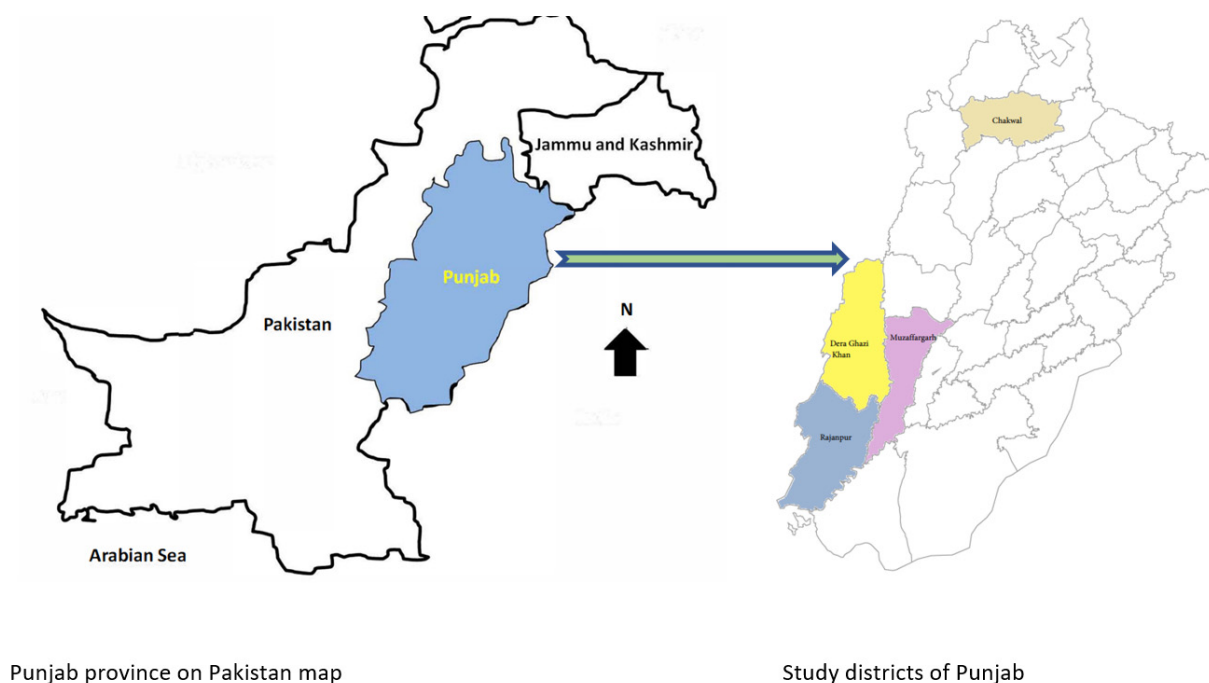 Jammu and Kashmir
Punjab
Pakistan
N
Arabian Sea
Chakwal
Dera Ghazi
Khan
Muzaffargarh
Rajanpur
Punjab province on Pakistan map
Study districts of Punjab